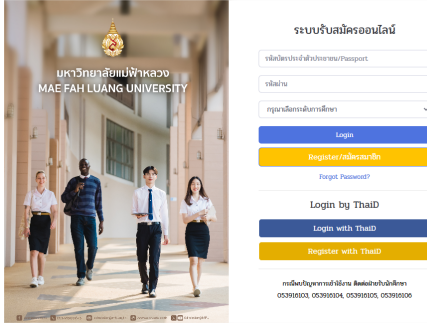 มหาวิทยาลัยแม่ฟ้าหลวง
MAE FAH LUANG UNIVERSITY
ระบบรับสมัครออนไลน์
รหัสบัตรประจำตัวประชาชน/Passport
รหัสผ่าน
กรุณาเลือกระดับการศึกษา
Login
Register/สมัครสมาชิก
Forgot Password?
Login by ThaiD
Login with ThaiD
Register with ThaiD
กรณีพบปัญหาการเข้าใช้งาน ติดต่อฝ่ายรับนักศึกษา
053916103, 053916104, 053916105, 053916106